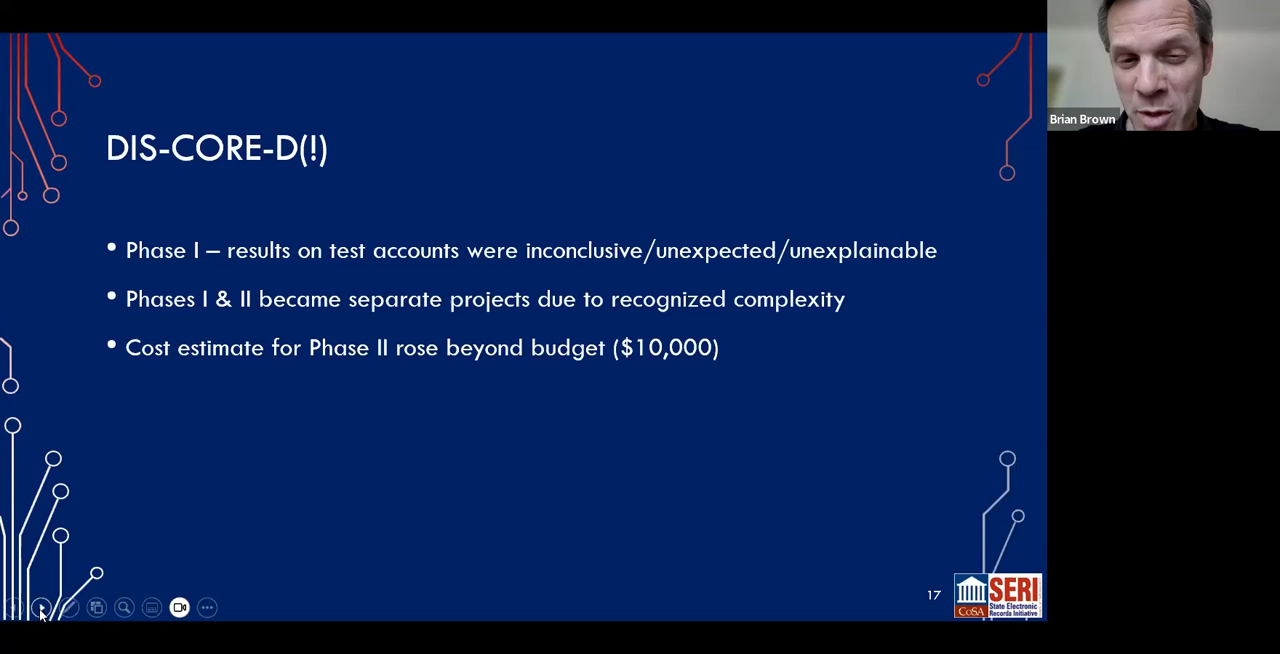 Brian Brown
DIS-CORE-D(!)
• Phase I – results on test accounts were inconclusive/unexpected/unexplainable
• Phases I & II became separate projects due to recognized complexity
• Cost estimate for Phase II rose beyond budget ($10,000)
17
CoSA
SERI
State Electronic
Records Initiative